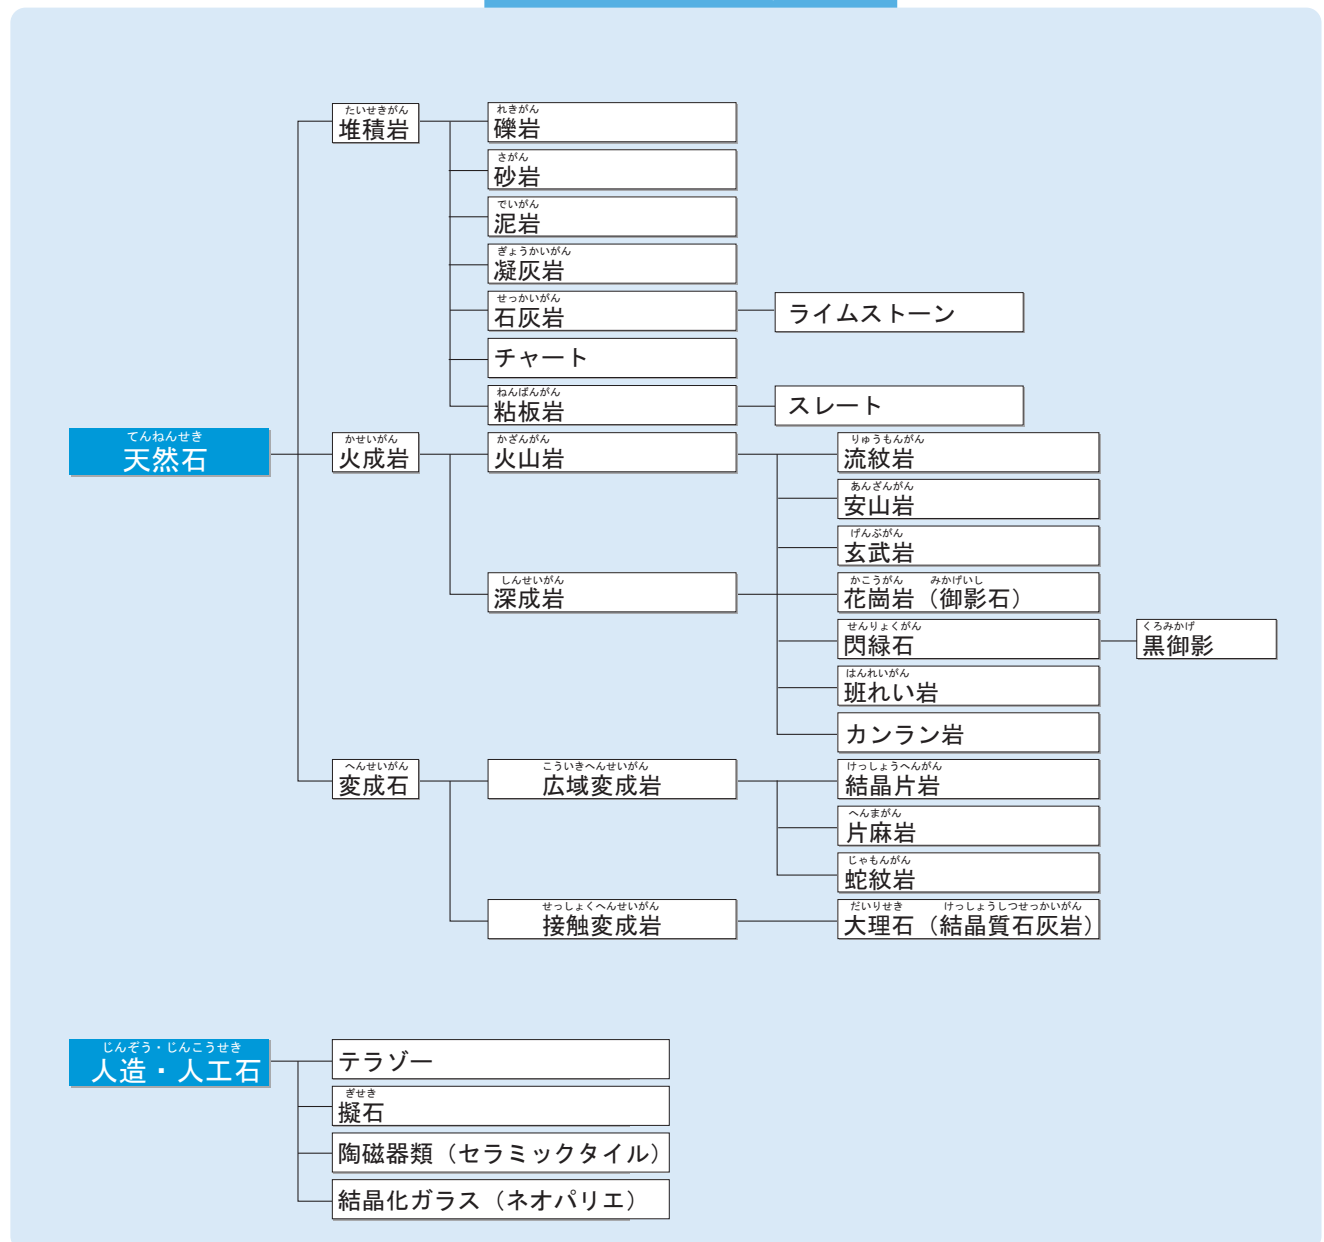 たいせきがん
堆積岩
れきがん
礫岩
さがん
砂岩
でいがん
泥岩
ぎょうかいがん
凝灰岩
せっかいがん
石灰岩
ライムストーン
チャート
ねんばんがん
粘板岩
スレート
てんねんせき
天然石
かせいがん
火成岩
かざんがん
火山岩
りゅうもんがん
流紋岩
あんざんがん
安山岩
げんぶがん
玄武岩
しんせいがん
深成岩
かこうがん みかげいし
花崗岩（御影石）
せんりょくがん
閃緑石
くろみかげ
黒御影
はんれいがん
班れい岩
カンラン岩
へんせいがん
変成石
こういきへんせいがん
広域変成岩
けっしょうへんがん
結晶片岩
へんまがん
片麻岩
じゃもんがん
蛇紋岩
せっしょくへんせいがん
接触変成岩
だいりせき けっしょうしつせっかいがん
大理石（結晶質石灰岩）
じんぞう・じんこうせき
人造・人工石
テラゾー
ぎせき
擬石
陶磁器類（セラミックタイル）
結晶化ガラス（ネオパリエ）